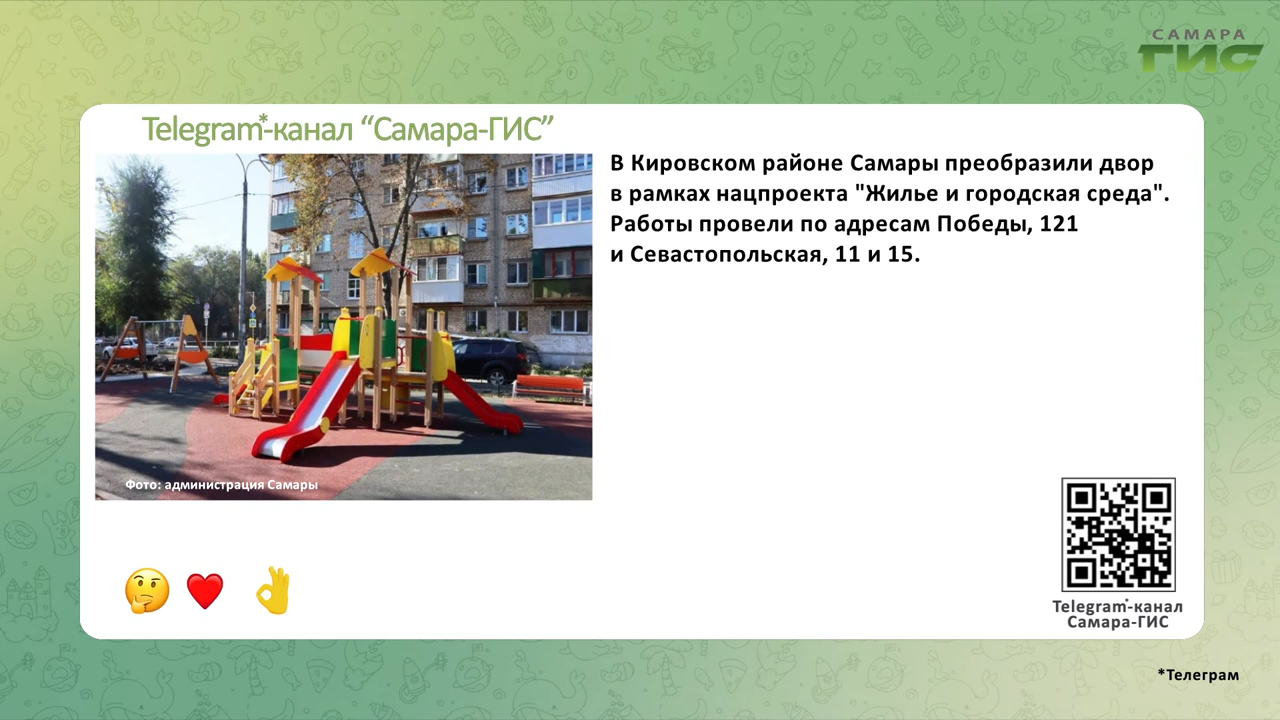 САМАРА
ГИС
Telegram*-канал “Самара-ГИС”
В Кировском районе Самары преобразили двор
в рамках нацпроекта "Жилье и городская среда".
Работы провели по адресам Победы, 121
и Севастопольская, 11 и 15.
Фото: администрация Самары
Telegram*-канал
Самара-ГИС
*Телеграм